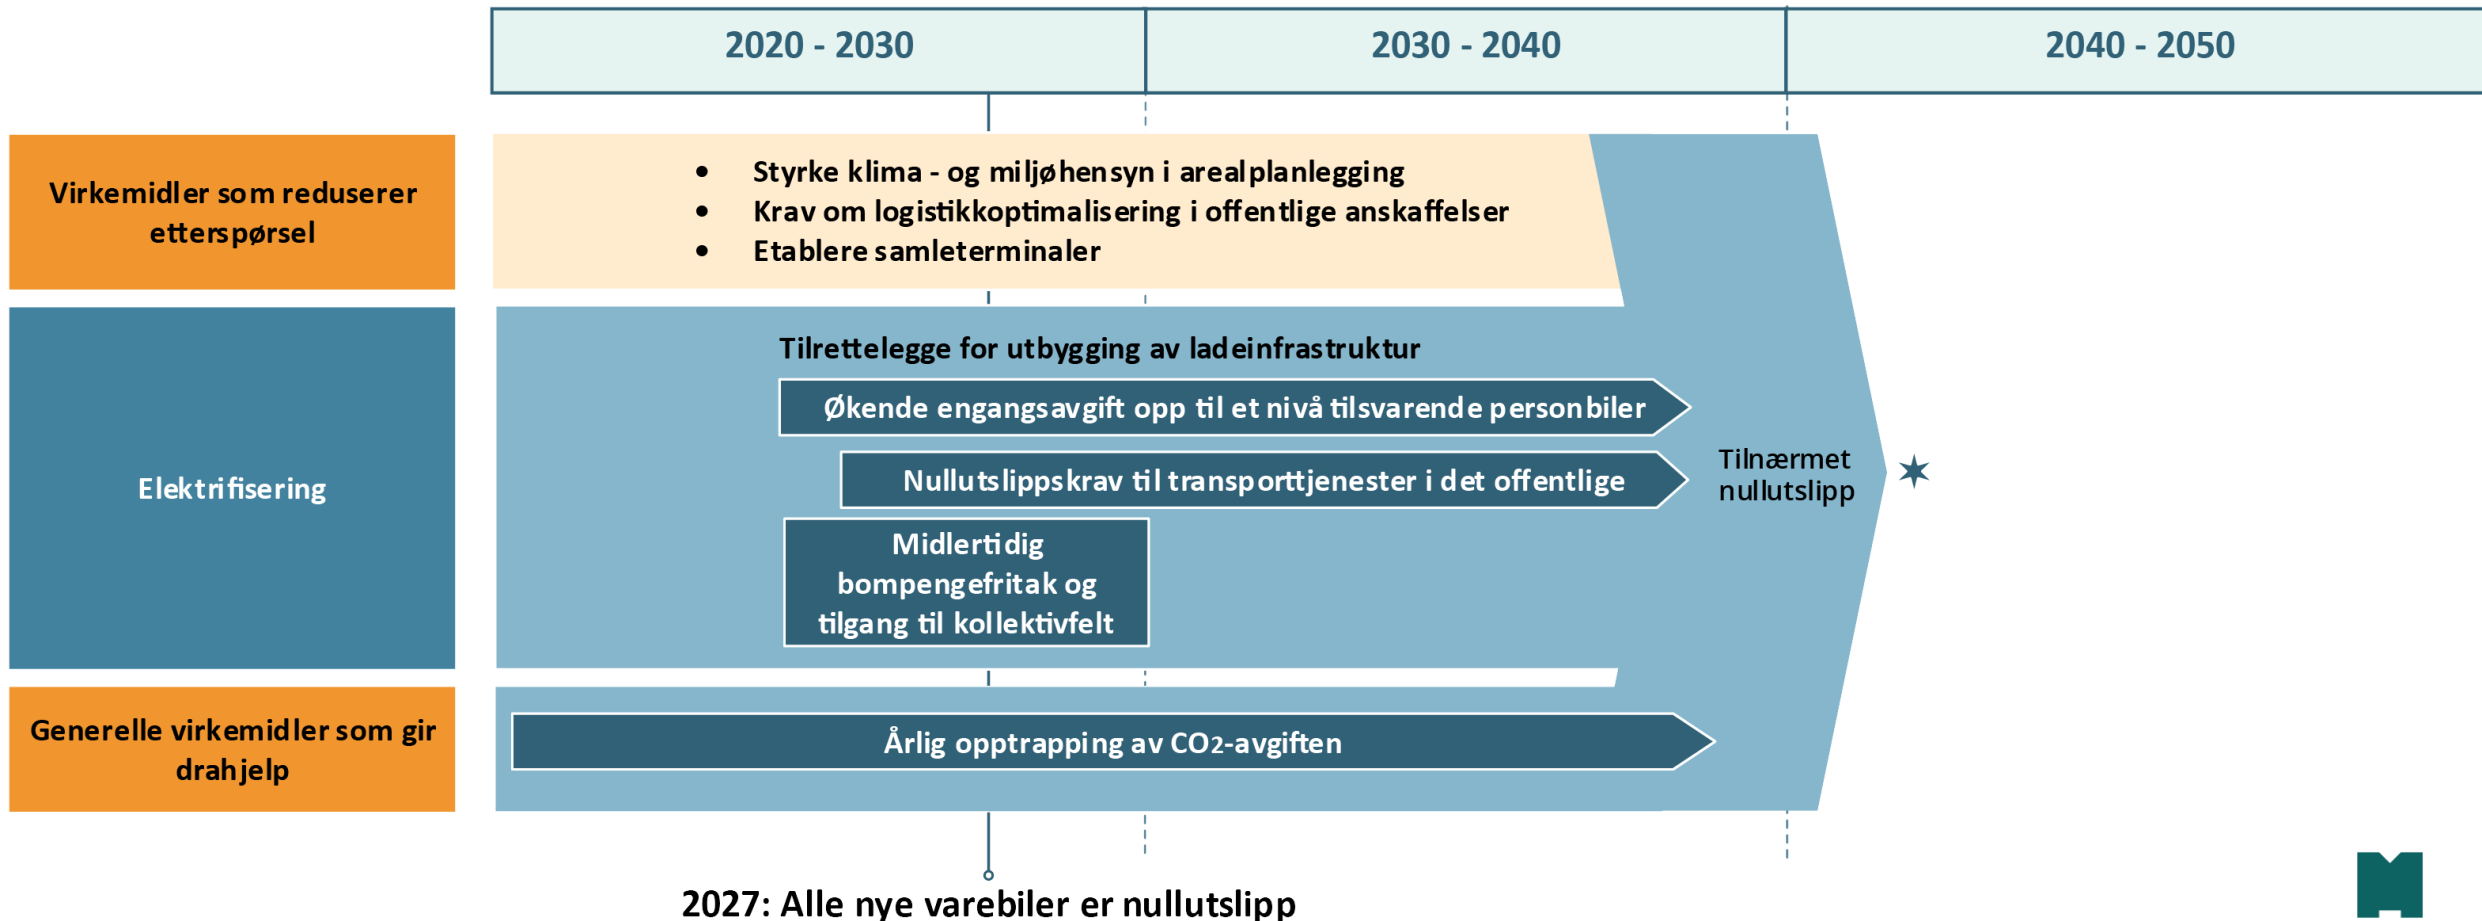 2020 - 2030
2030 - 2040
2040 - 2050
Virkemidler som reduserer
etterspørsel
• Styrke klima - og miljøhensyn i arealplanlegging
• Krav om logistikkoptimalisering i offentlige anskaffelser
• Etablere samleterminaler
Elektrifisering
Tilrettelegge for utbygging av ladeinfrastruktur
Økende engangsavgift opp til et nivå tilsvarende personbiler
Nullutslippskrav til transporttjenester i det offentlige
Midlertidig
bompengefritak og
tilgang til kollektivfelt
Tilnærmet
nullutslipp
Generelle virkemidler som gir
drahjelp
Årlig opptrapping av CO2-avgiften
2027: Alle nye varebiler er nullutslipp